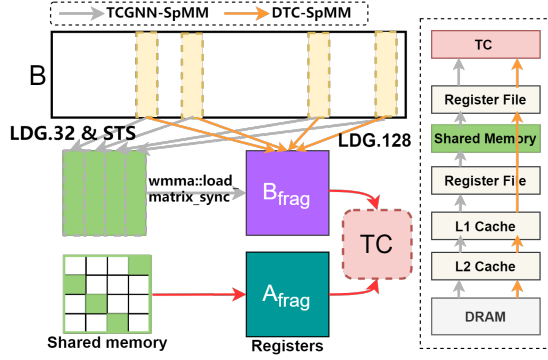 TCGNN-SpMM
DTC-SpMM
B
LDG.32 & STS
LDG.128
wmma::load_
matrix_sync
Bfrag
TC
Afrag
Shared memory
Registers
TC
Register File
Shared Memory
Register File
L1 Cache
L2 Cache
DRAM